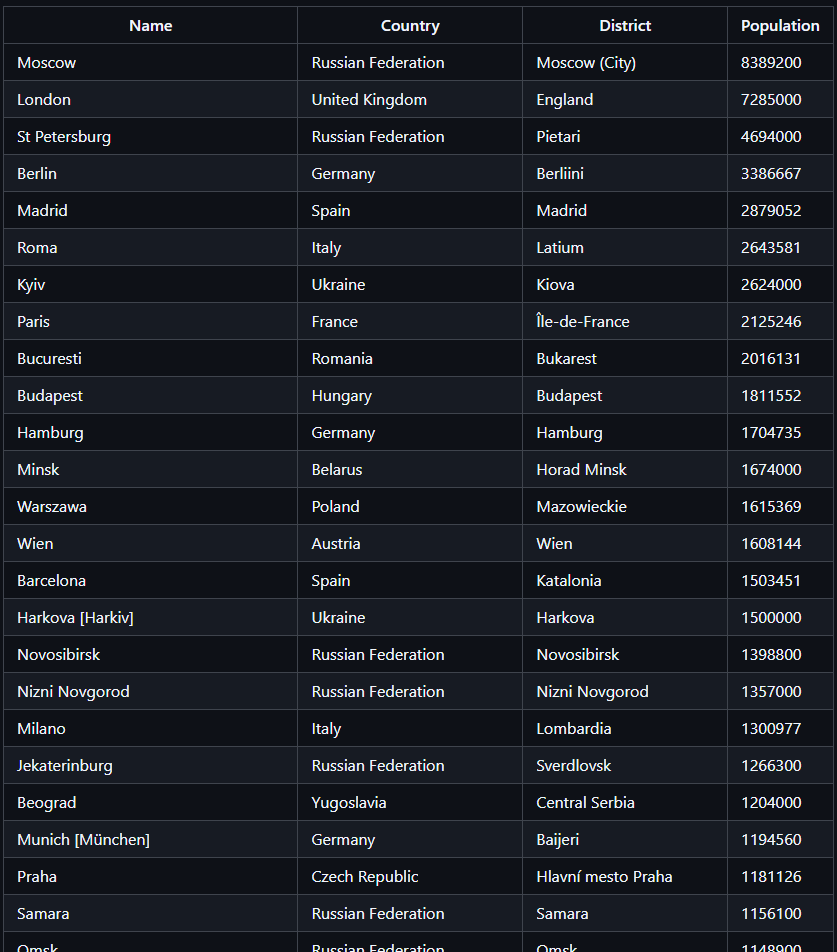 Name Country District Population
Moscow Russian Federation Moscow (City) 8389200
London United Kingdom England 7285000
St Petersburg Russian Federation Pietari 4694000
Berlin Germany Berliini 3386667
Madrid Spain Madrid 2879052
Roma Italy Latium 2643581
Kyiv Ukraine Kiova 2624000
Paris France Île-de-France 2125246
Bucuresti Romania Bukarest 2016131
Budapest Hungary Budapest 1811552
Hamburg Germany Hamburg 1704735
Minsk Belarus Horad Minsk 1674000
Warszawa Poland Mazowieckie 1615369
Wien Austria Wien 1608144
Barcelona Spain Katalonia 1503451
Harkova [Harkiv] Ukraine Harkova 1500000
Novosibirsk Russian Federation Novosibirsk 1398800
Nizni Novgorod Russian Federation Nizni Novgorod 1357000
Milano Italy Lombardia 1300977
Jekaterinburg Russian Federation Sverdlovsk 1266300
Beograd Yugoslavia Central Serbia 1204000
Munich [München] Germany Baijeri 1194560
Praha Czech Republic Hlavní mesto Praha 1181126
Samara Russian Federation Samara 1156100
Omsk Russian Federation Omsk 1148900